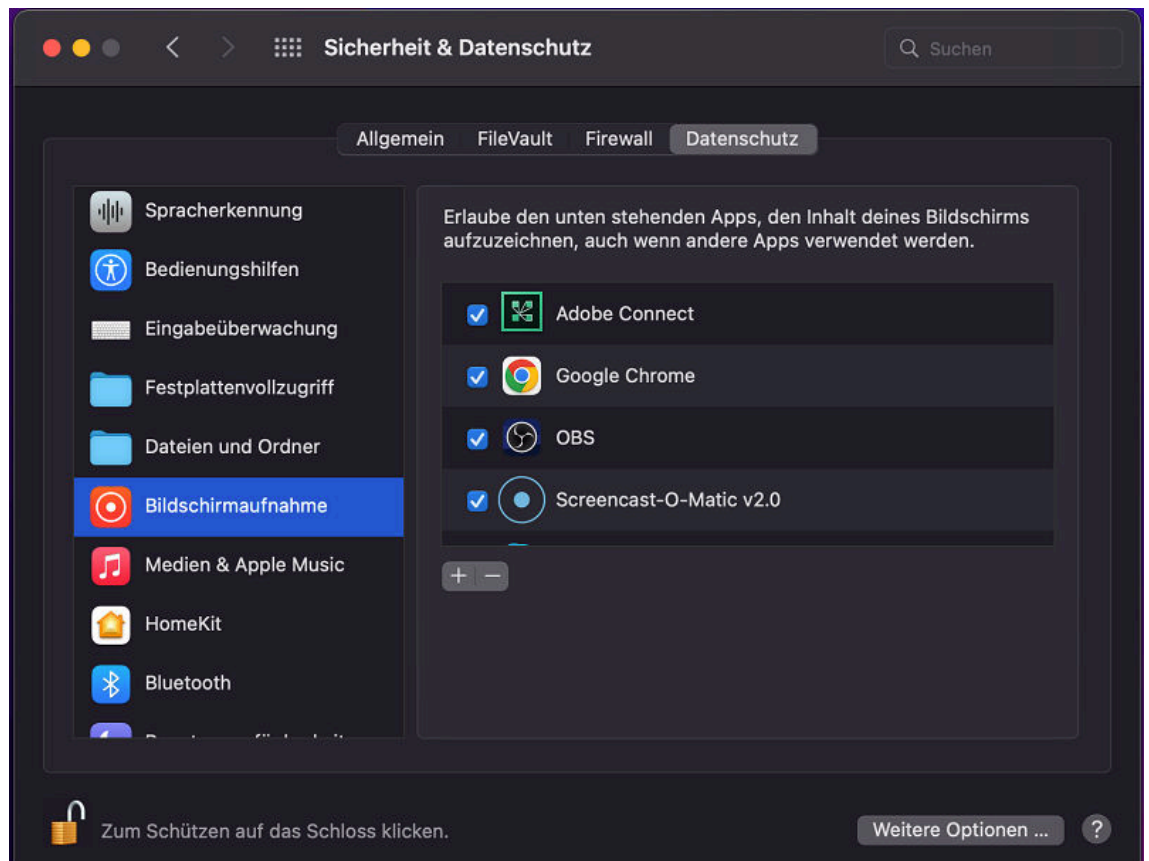 Sicherheit & Datenschutz
Suchen
Allgemein FileVault Firewall Datenschutz
Spracherkennung
Bedienungshilfen
Eingabeüberwachung
Festplattenvollzugriff
Dateien und Ordner
Bildschirmaufnahme
Medien & Apple Music
HomeKit
Bluetooth
Erlaube den unten stehenden Apps, den Inhalt deines Bildschirms
aufzuzeichnen, auch wenn andere Apps verwendet werden.
Adobe Connect
Google Chrome
OBS
Screencast-O-Matic v2.0
Zum Schützen auf das Schloss klicken.
Weitere Optionen ...
?